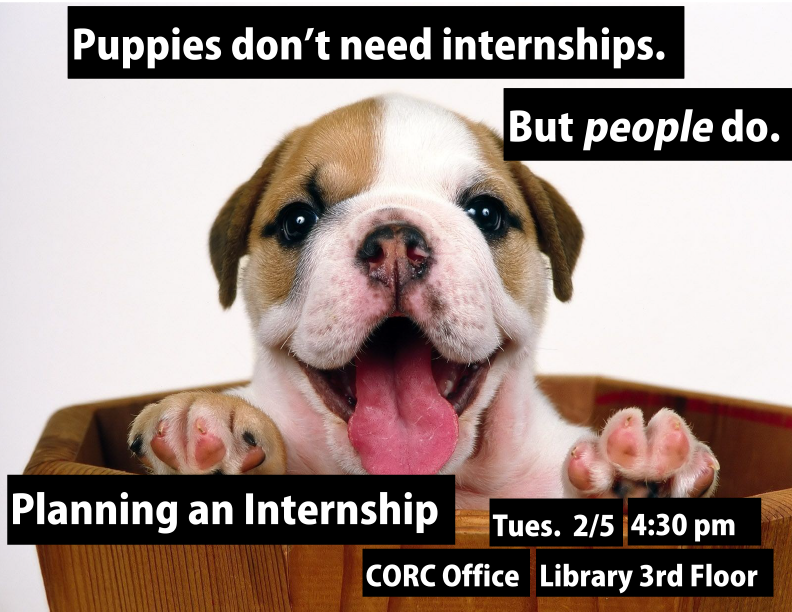 Puppies don't need internships.
But people do.
Planning an Internship
Tues. 2/5 4:30 pm
CORC Office Library 3rd Floor